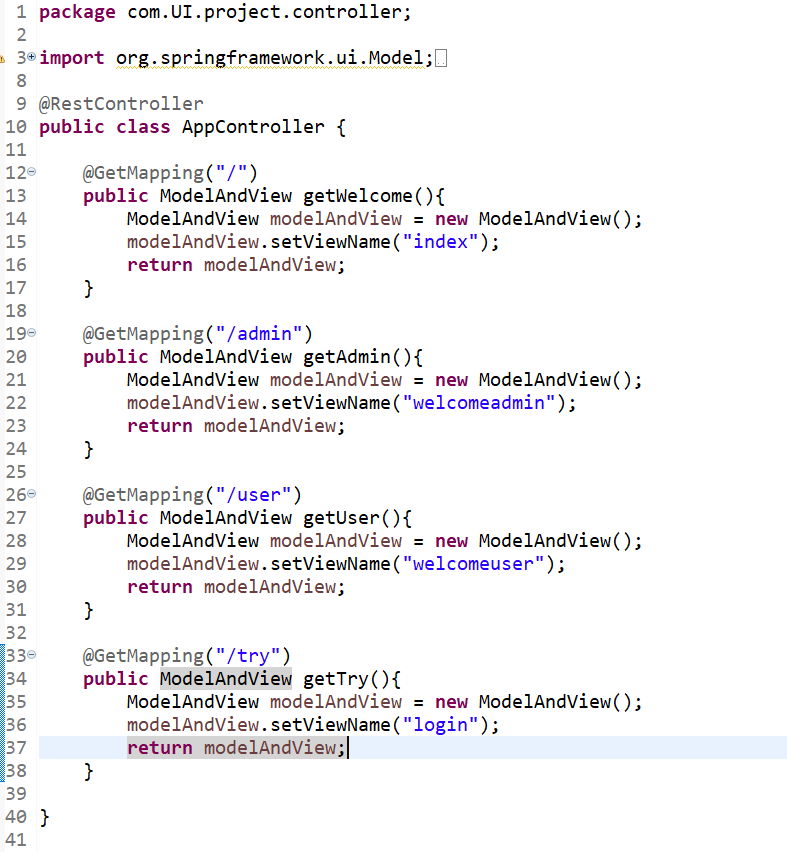 1 package com.UI.project.controller;
2
3 import org.springframework.ui.Model;
8
9 @RestController
10 public class AppController {
11
12 @GetMapping("/")
13 public ModelAndView getWelcome(){
14 ModelAndView modelAndView = new ModelAndView();
15 modelAndView.setViewName("index");
16 return modelAndView;
17 }
18
19 @GetMapping("/admin")
20 public ModelAndView getAdmin(){
21 ModelAndView modelAndView = new ModelAndView();
22 modelAndView.setViewName("welcomeadmin");
23 return modelAndView;
24 }
25
26 @GetMapping("/user")
27 public ModelAndView getUser(){
28 ModelAndView modelAndView = new ModelAndView();
29 modelAndView.setViewName("welcomeuser");
30 return modelAndView;
31 }
32
33 @GetMapping("/try")
34 public ModelAndView getTry(){
35 ModelAndView modelAndView = new ModelAndView();
36 modelAndView.setViewName("login");
37 return modelAndView;
38 }
39
40 }
41